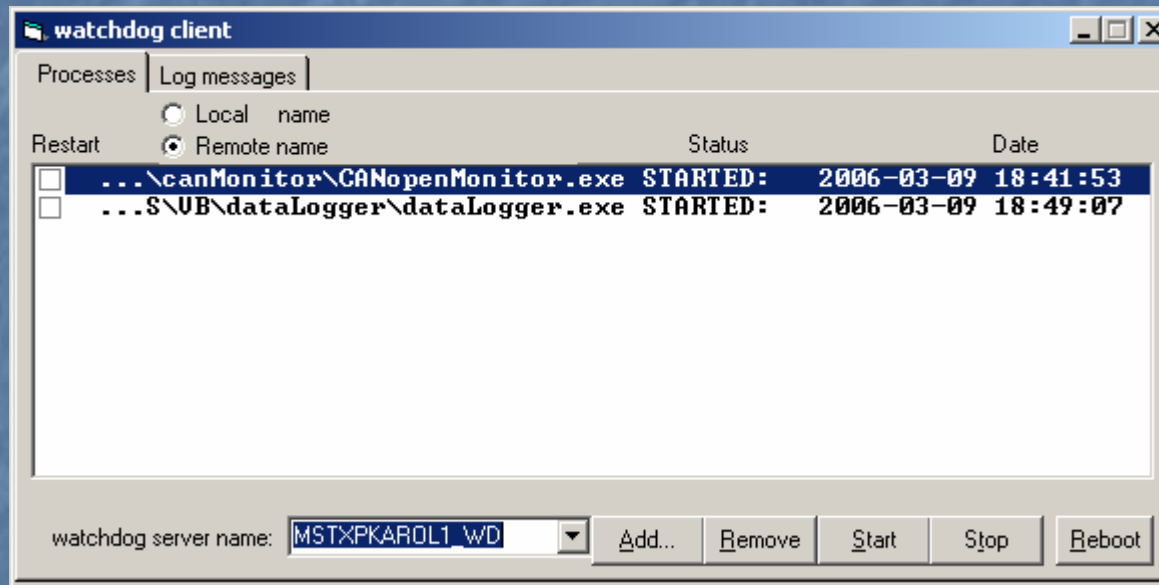 watchdog client
Processes Log messages
Local name
Restart Remote name Status Date
...\canMonitor\CANopenMonitor.exe STARTED: 2006-03-09 18:41:53
...S\VB\dataLogger\dataLogger.exe STARTED: 2006-03-09 18:49:07
watchdog server name: MSTXPKAROL1_WD Add... Remove Start Stop Reboot